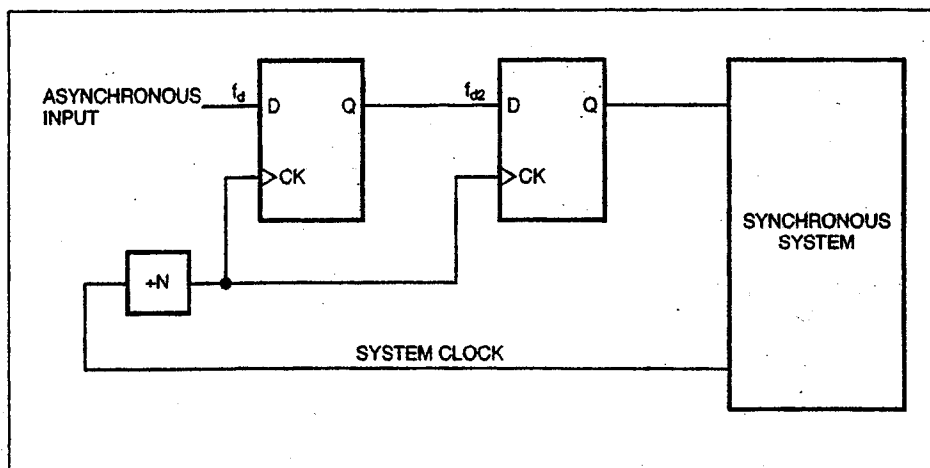 ASYNCHRONOUS
INPUT
fd
D
Q
CK
fd2
D
Q
CK
SYNCHRONOUS
SYSTEM
÷N
SYSTEM CLOCK